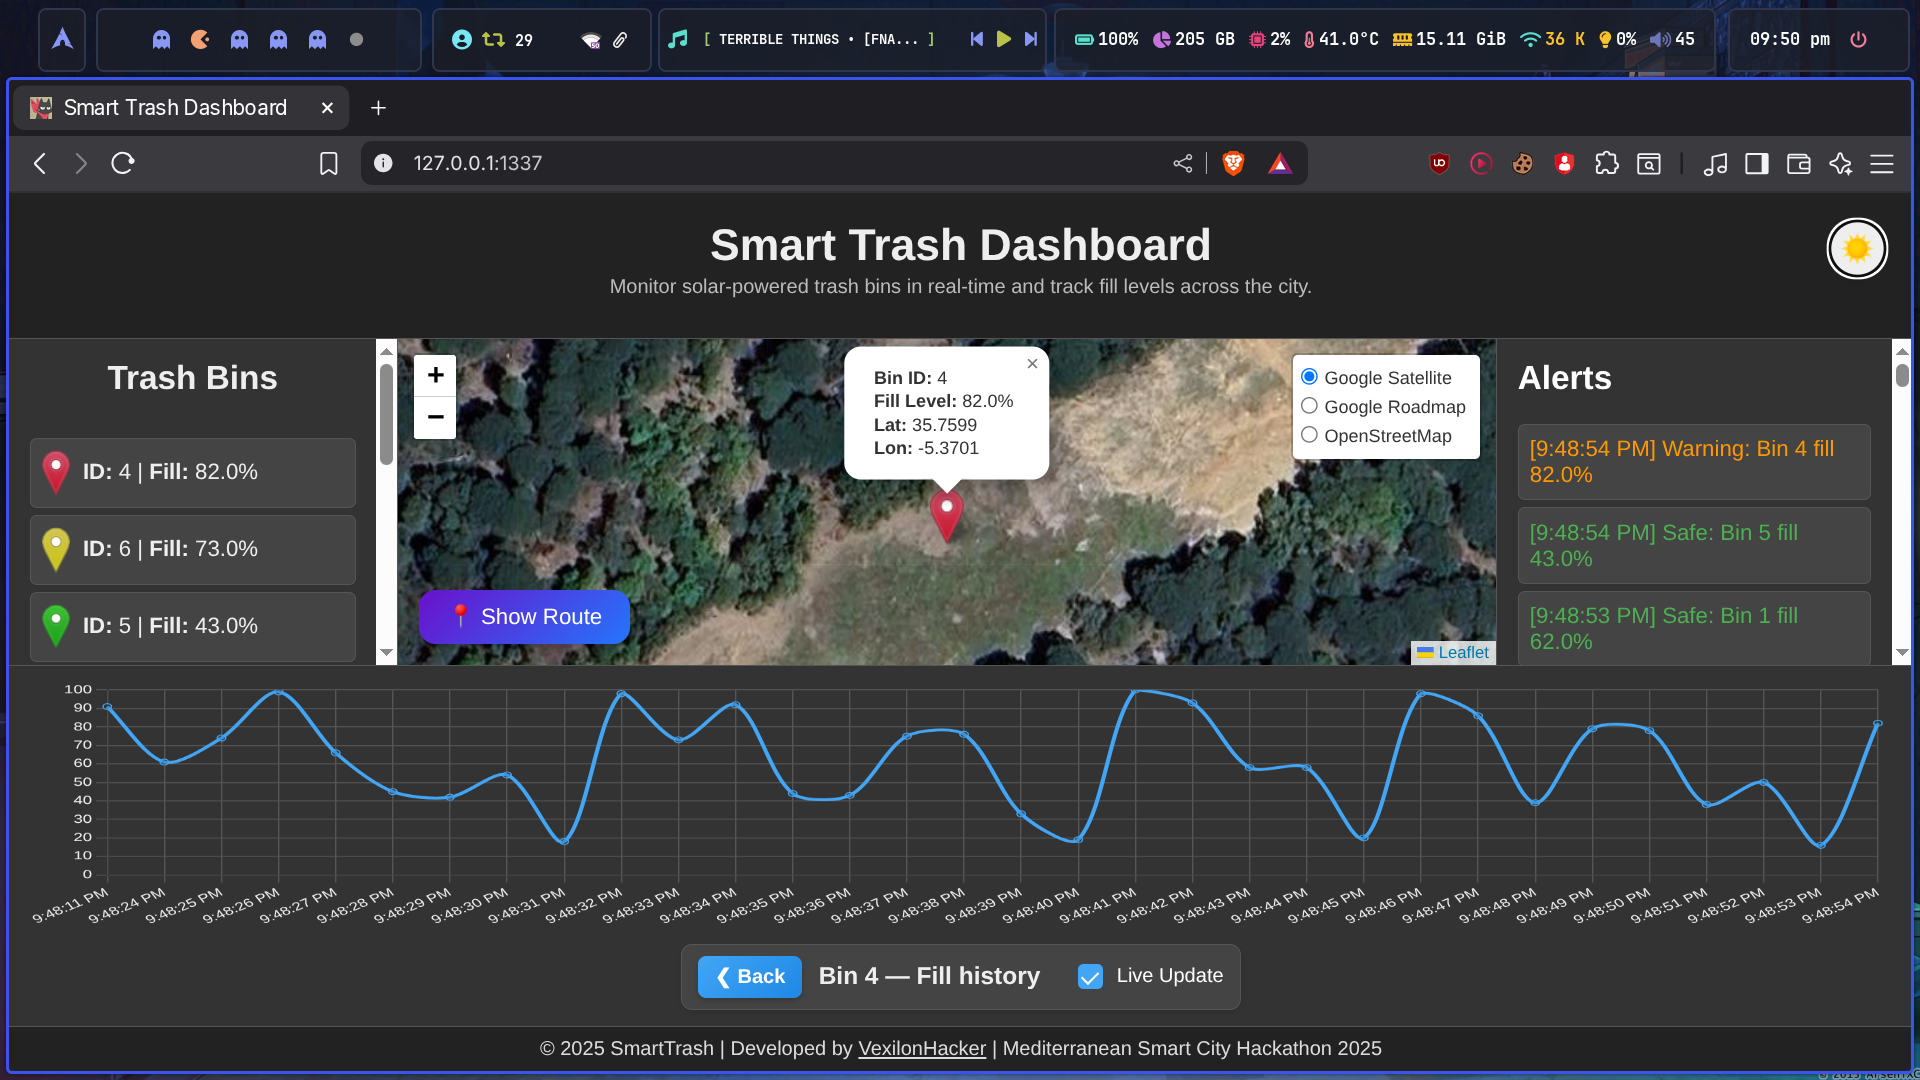 29
[ TERRIBLE THINGS • [FNA... ]
100%
205 GB
2%
41.0°C
15.11 GiB
36 K
0%
45
09:50 pm
Smart Trash Dashboard
127.0.0.1:1337
Smart Trash Dashboard
Monitor solar-powered trash bins in real-time and track fill levels across the city.
Trash Bins
ID: 4 | Fill: 82.0%
ID: 6 | Fill: 73.0%
ID: 5 | Fill: 43.0%
+
−
Bin ID: 4
Fill Level: 82.0%
Lat: 35.7599
Lon: -5.3701
×
Google Satellite
Google Roadmap
OpenStreetMap
Show Route
Leaflet
Alerts
[9:48:54 PM] Warning: Bin 4 fill
82.0%
[9:48:54 PM] Safe: Bin 5 fill
43.0%
[9:48:53 PM] Safe: Bin 1 fill
62.0%
100
90
80
70
60
50
40
30
20
10
0
9:48:11 PM
9:48:24 PM
9:48:25 PM
9:48:26 PM
9:48:27 PM
9:48:28 PM
9:48:29 PM
9:48:30 PM
9:48:31 PM
9:48:32 PM
9:48:33 PM
9:48:34 PM
9:48:35 PM
9:48:36 PM
9:48:37 PM
9:48:38 PM
9:48:39 PM
9:48:40 PM
9:48:41 PM
9:48:42 PM
9:48:43 PM
9:48:44 PM
9:48:45 PM
9:48:46 PM
9:48:47 PM
9:48:48 PM
9:48:49 PM
9:48:50 PM
9:48:51 PM
9:48:52 PM
9:48:53 PM
9:48:54 PM
❮ Back
Bin 4 — Fill history
Live Update
© 2025 SmartTrash | Developed by VexilonHacker | Mediterranean Smart City Hackathon 2025